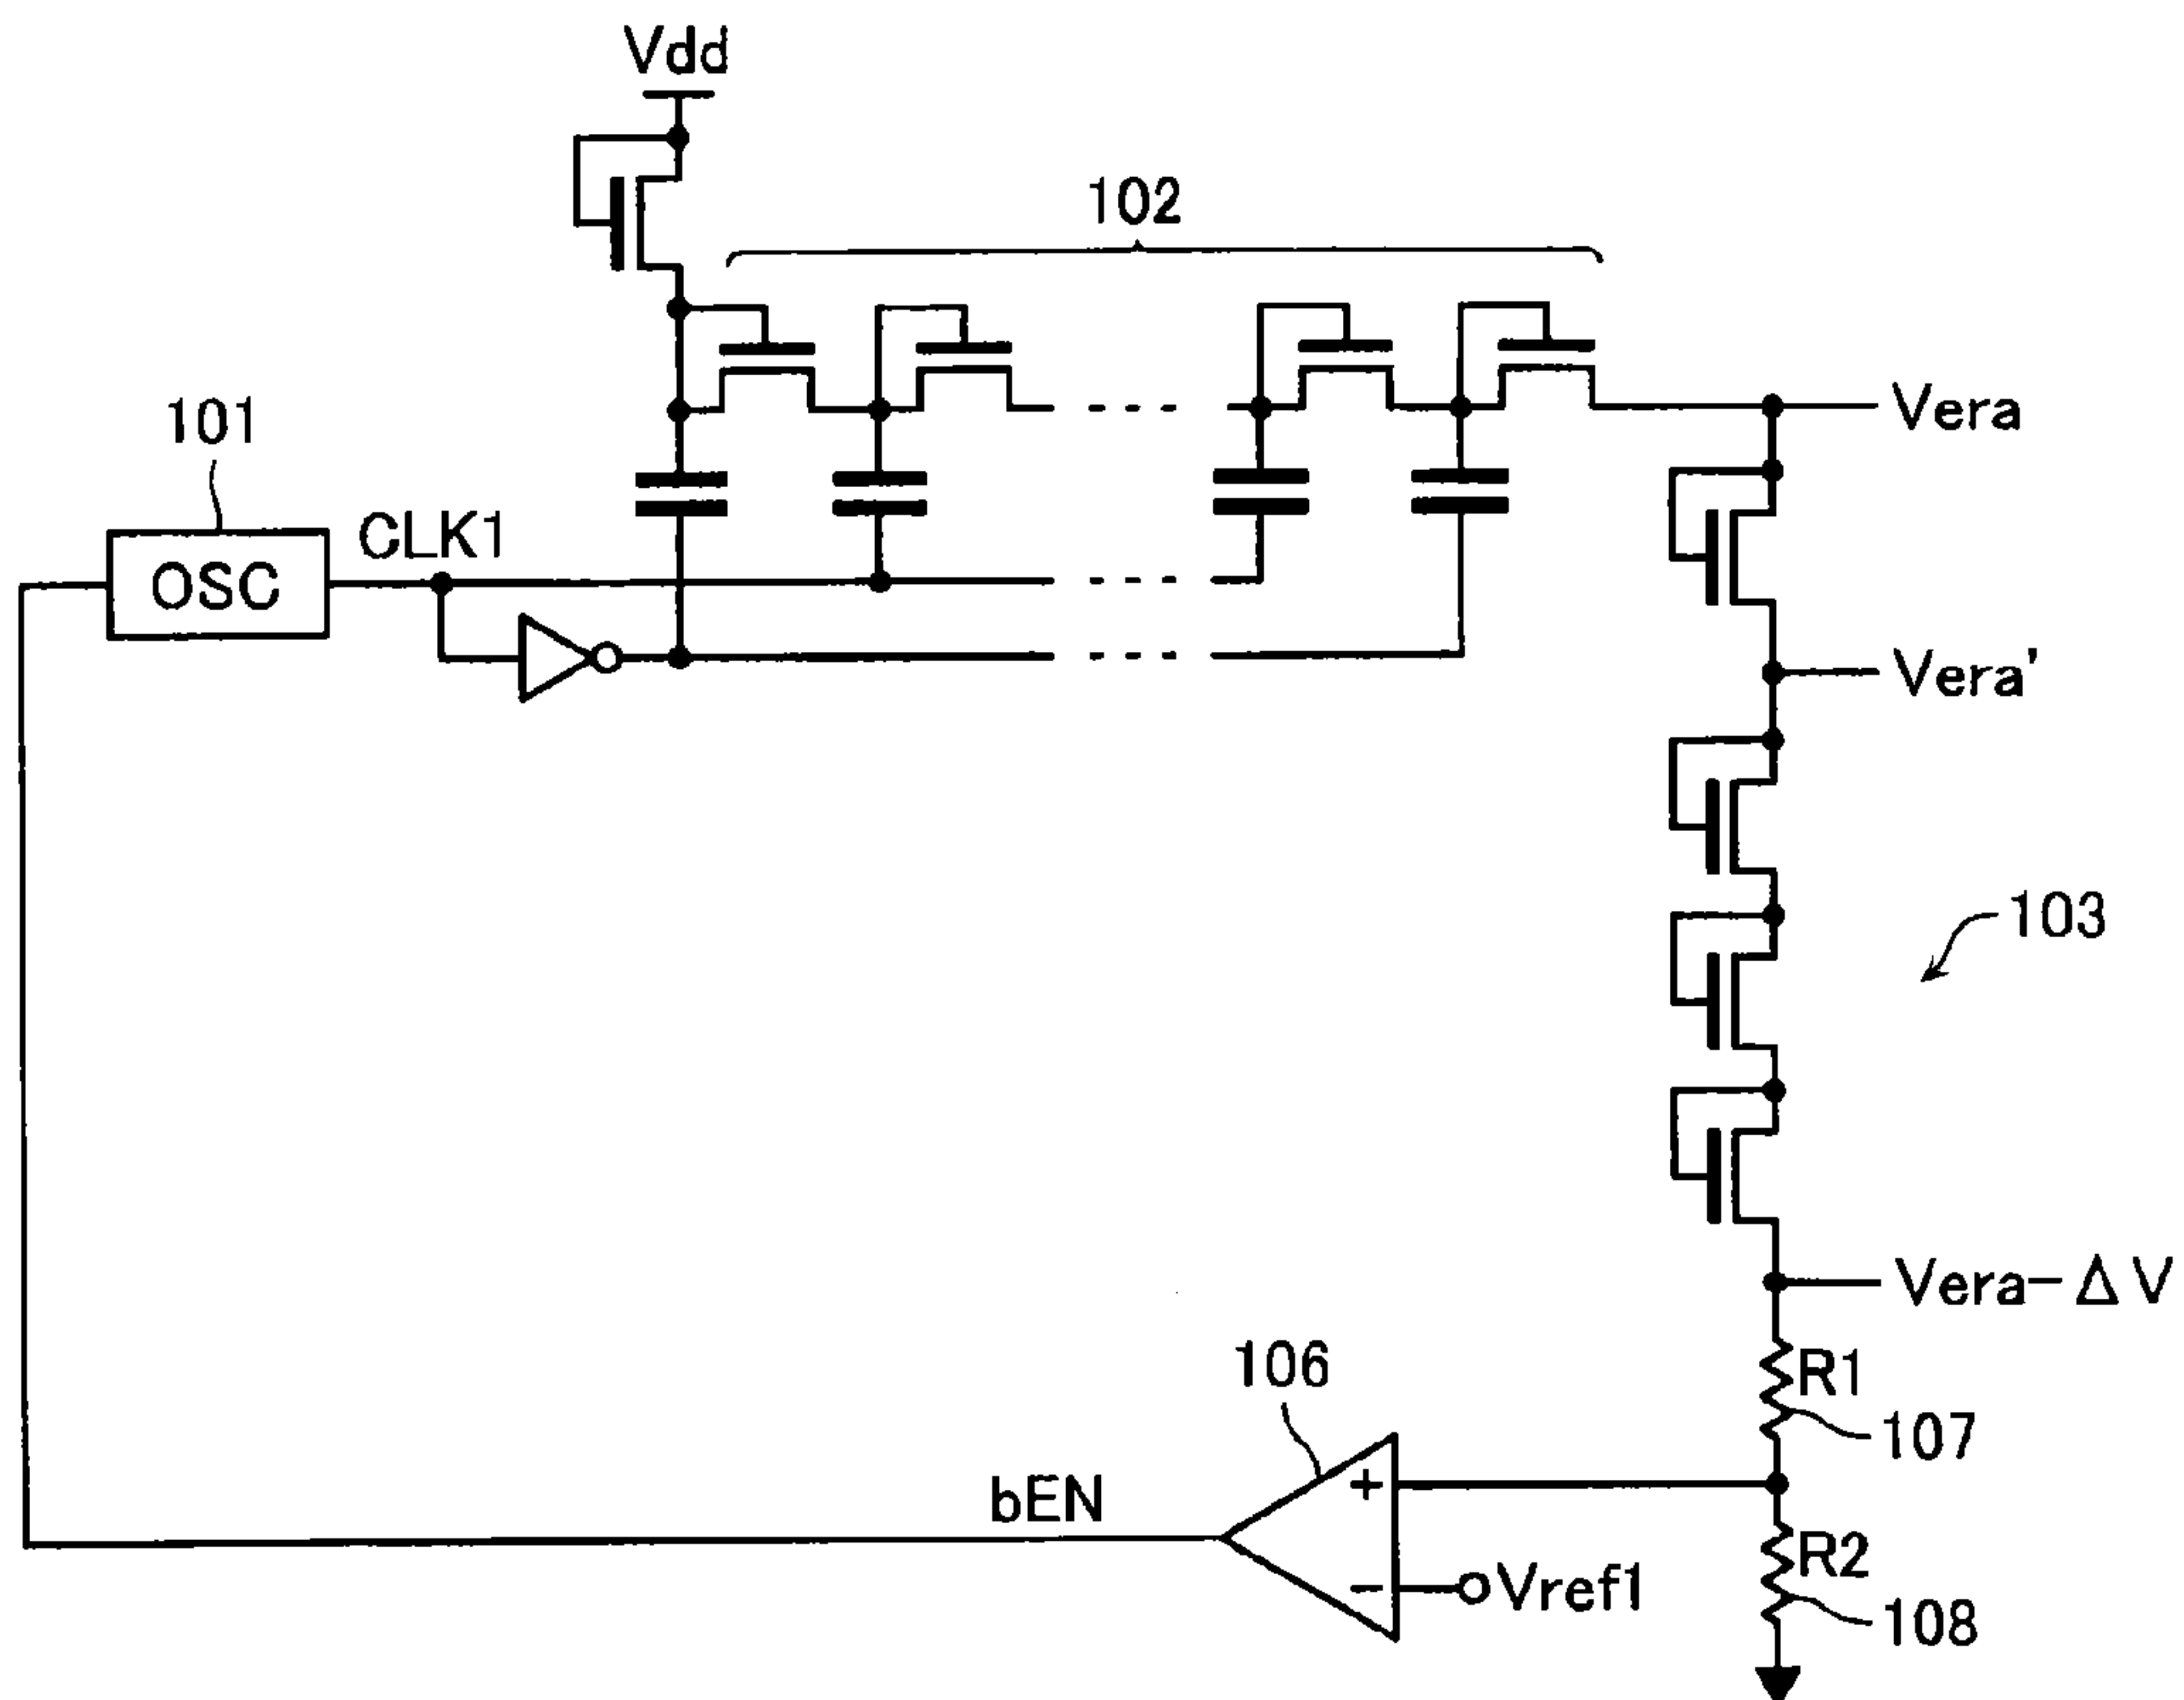 Vdd
102
101
Vera
CLK1
OSC
Vera'
103
Vera-ΔV
106
R1
107
+
bEN
R2
-
Vref1
108